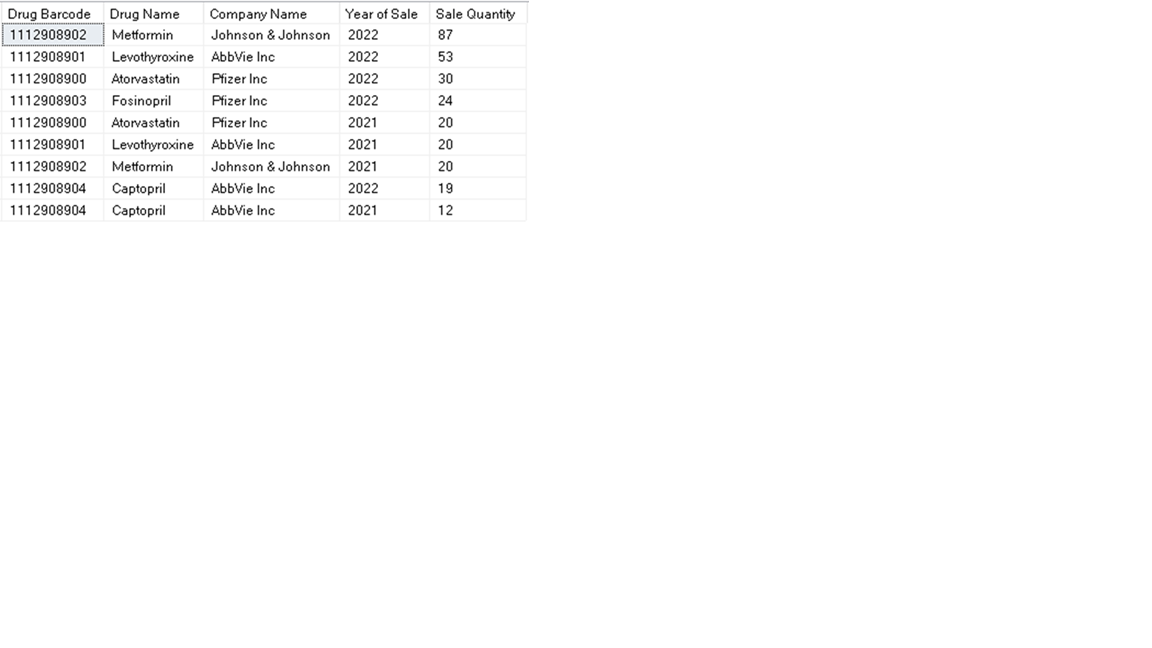 Drug Barcode Drug Name Company Name Year of Sale Sale Quantity
1112908902 Metformin Johnson & Johnson 2022 87
1112908901 Levothyroxine AbbVie Inc 2022 53
1112908900 Atorvastatin Pfizer Inc 2022 30
1112908903 Fosinopril Pfizer Inc 2022 24
1112908900 Atorvastatin Pfizer Inc 2021 20
1112908901 Levothyroxine AbbVie Inc 2021 20
1112908902 Metformin Johnson & Johnson 2021 20
1112908904 Captopril AbbVie Inc 2022 19
1112908904 Captopril AbbVie Inc 2021 12